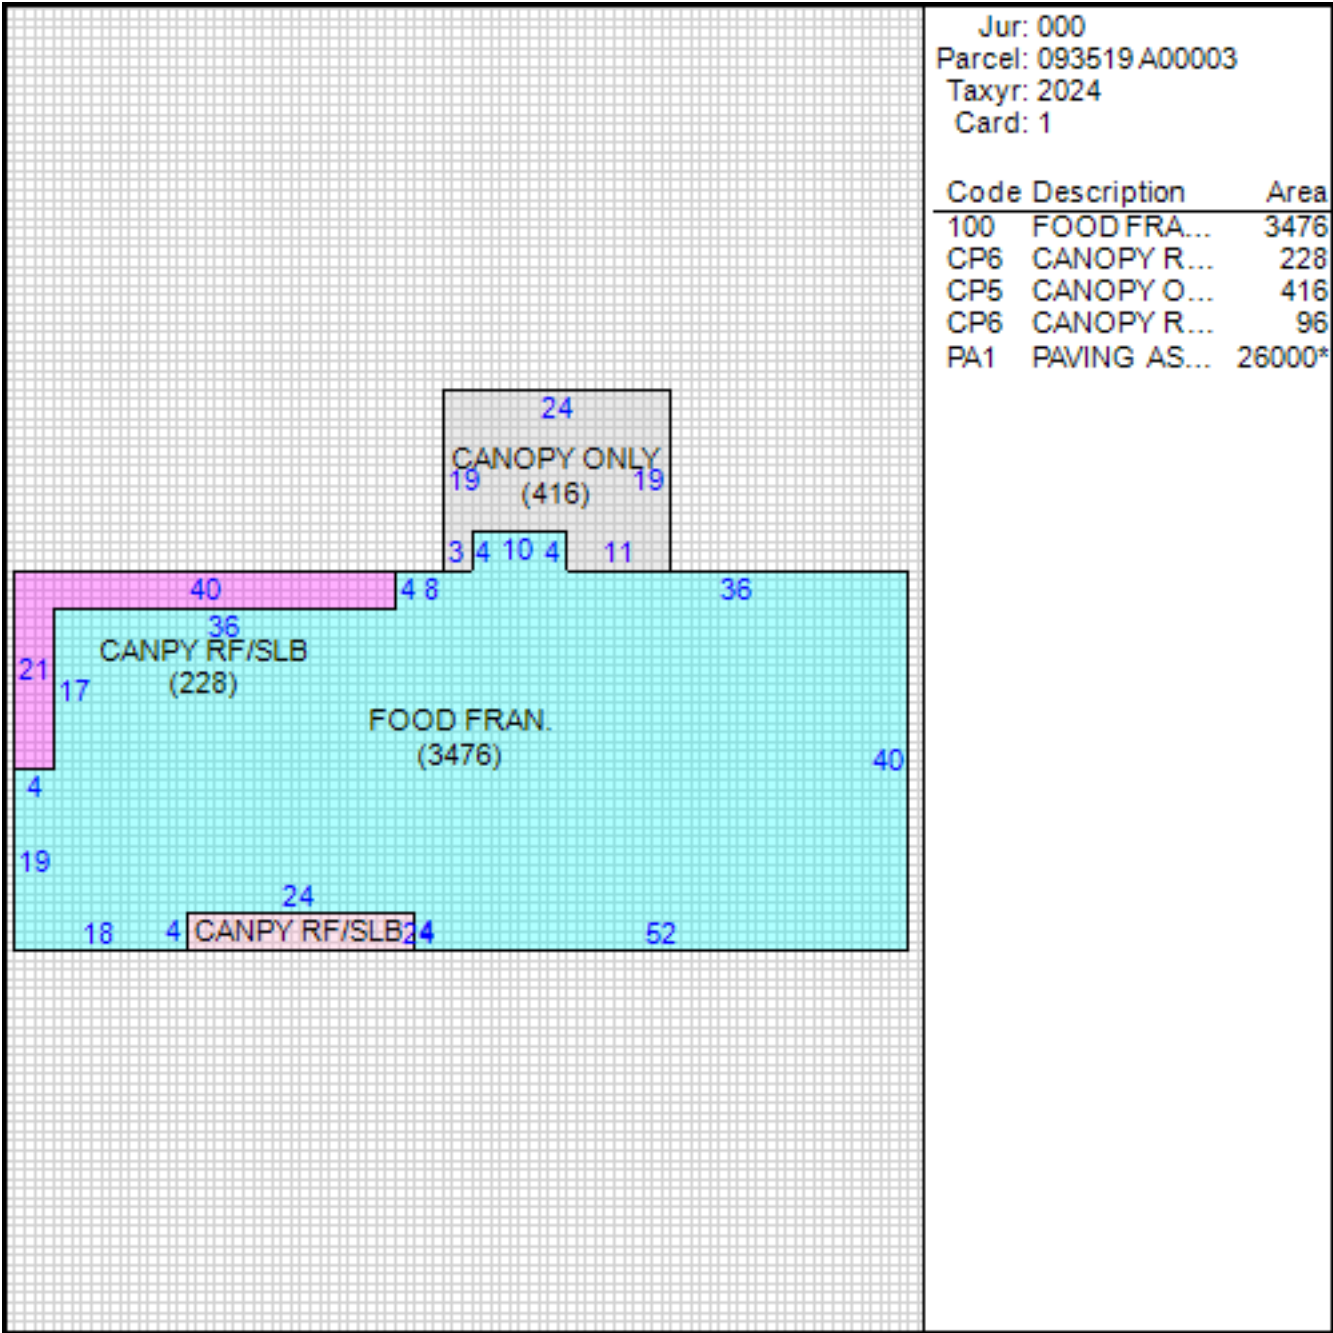 Jur: 000
Parcel: 093519 A00003
Taxyr: 2024
Card: 1
Code Description Area
100 FOOD FRA... 3476
CP6 CANOPY R... 228
CP5 CANOPY O... 416
CP6 CANOPY R... 96
PA1 PAVING AS... 26000*
24
CANOPY ONLY
19 19
(416)
3 4 10 4 11
40 4 8 36
36
CANPY RF/SLB
21 17
(228)
FOOD FRAN.
(3476)
40
4
19
24
18 4 CANPY RF/SLB 24 4 52